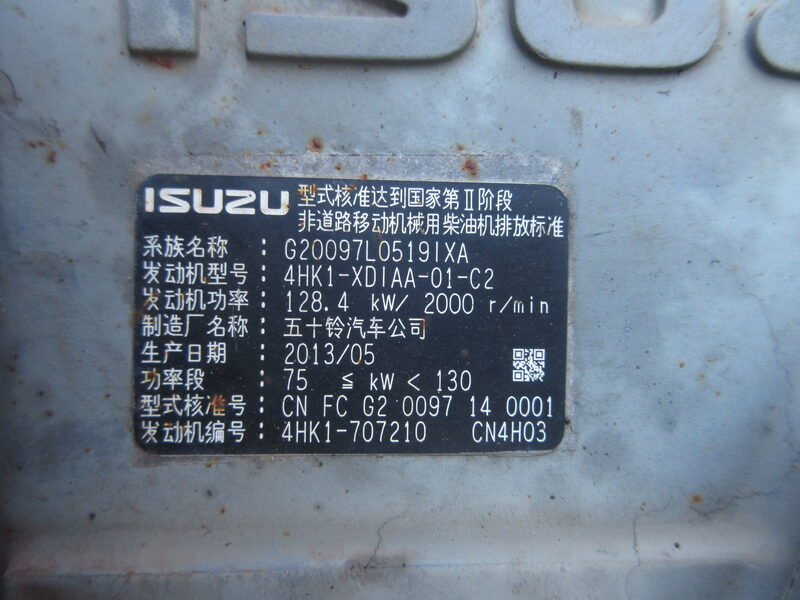 ISUZU
ISUZU 型式核准达到国家第Ⅱ阶段
非道路移动机械用柴油机排放标准
系族名称 : G20097L0519IXA
发动机型号 : 4HK1-XDIAA-01-C2
发动机功率 : 128.4 kW/ 2000 r/min
制造厂名称 : 五十铃汽车公司
生产日期 : 2013/05
功率段 : 75 ≦ kW < 130
型式核准号 : CN FC G2 0097 14 0001
发动机编号 : 4HK1-707210 CN4H03